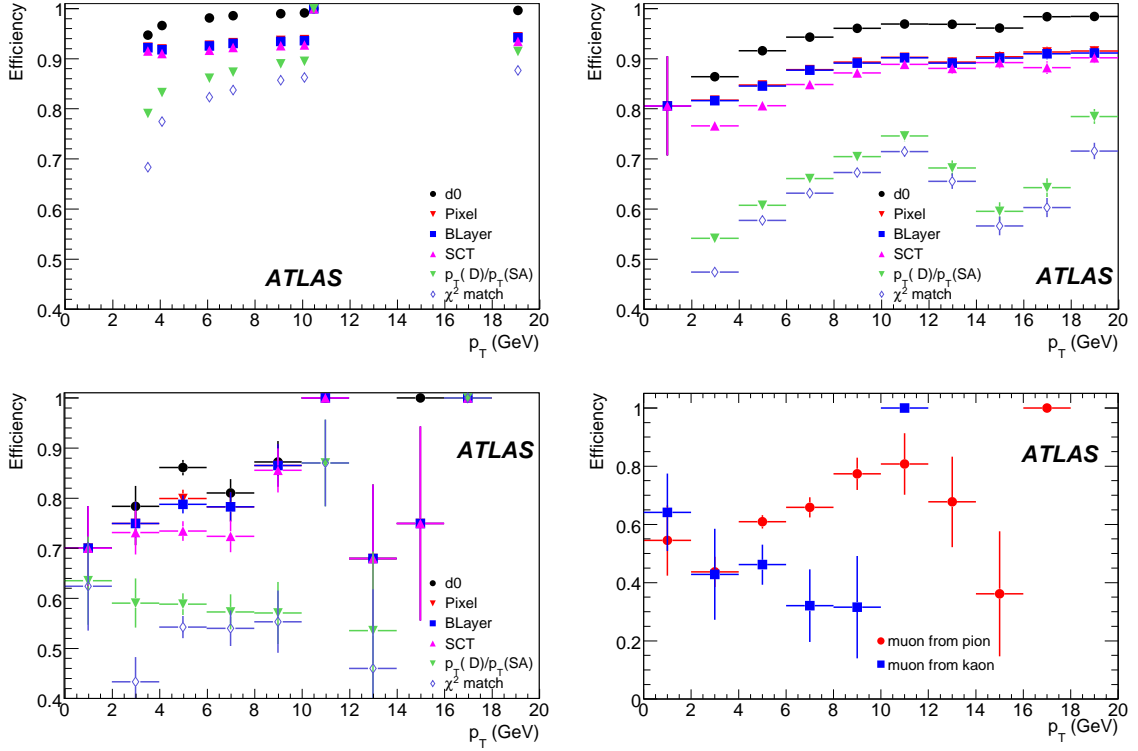 Efficiency
1
0.9
0.8
0.7
0.6
0.5
0.4
d0
Pixel
BLayer
SCT
p_T( D)/p_T(SA)
χ² match
ATLAS
0 2 4 6 8 10 12 14 16 18 20
p_T (GeV)
Efficiency
1
0.9
0.8
0.7
0.6
0.5
0.4
d0
Pixel
BLayer
SCT
p_T( D)/p_T(SA)
χ² match
ATLAS
0 2 4 6 8 10 12 14 16 18 20
p_T (GeV)
Efficiency
1
0.9
0.8
0.7
0.6
0.5
0.4
ATLAS
d0
Pixel
BLayer
SCT
p_T( D)/p_T(SA)
χ² match
0 2 4 6 8 10 12 14 16 18 20
p_T (GeV)
Efficiency
1
0.8
0.6
0.4
0.2
0
ATLAS
muon from pion
muon from kaon
0 2 4 6 8 10 12 14 16 18 20
p_T (GeV)